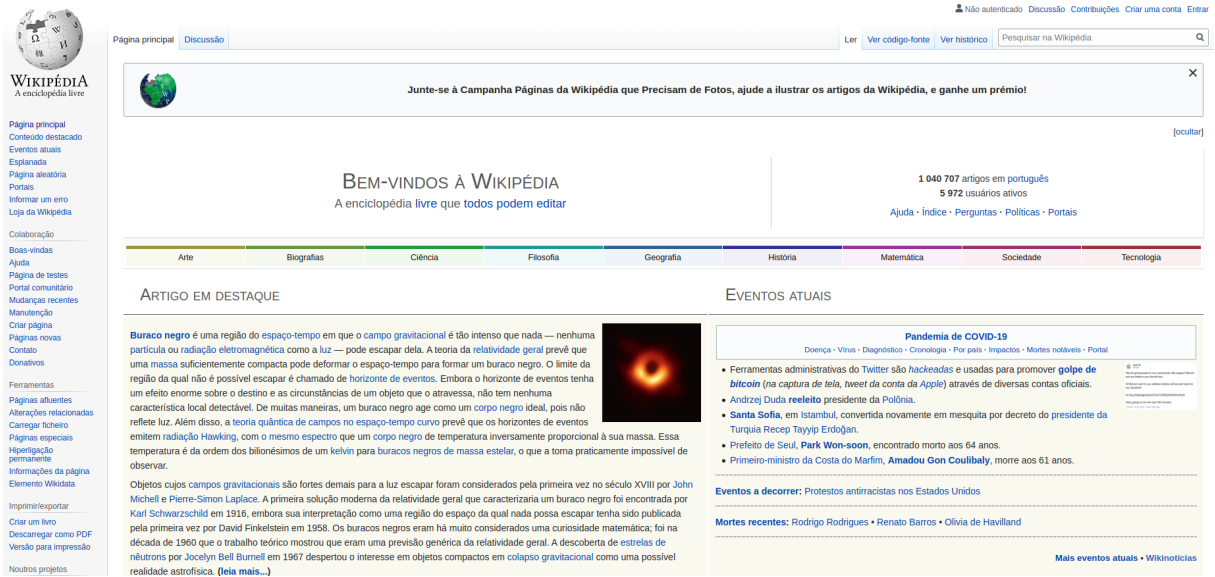 Não autenticado Discussão Contribuições Criar uma conta Entrar
Página principal Discussão
Ler Ver código-fonte Ver histórico Pesquisar na Wikipédia
WIKIPÉDIA
A enciclopédia livre
Junte-se à Campanha Páginas da Wikipédia que Precisam de Fotos, ajude a ilustrar os artigos da Wikipédia, e ganhe um prémio!
[ocultar]
Página principal
Conteúdo destacado
Eventos atuais
Esplanada
Página aleatória
Portais
Informar um erro
Loja da Wikipédia
Colaboração
Boas-vindas
Ajuda
Página de testes
Portal comunitário
Mudanças recentes
Manutenção
Criar página
Páginas novas
Contato
Donativos
Ferramentas
Páginas afluentes
Alterações relacionadas
Carregar ficheiro
Páginas especiais
Hiperligação
permanente
Informações da página
Elemento Wikidata
Imprimir/exportar
Criar um livro
Descarregar como PDF
Versão para impressão
Noutros projetos
BEM-VINDOS À WIKIPÉDIA
A enciclopédia livre que todos podem editar
1 040 707 artigos em português
5 972 usuários ativos
Ajuda · Índice · Perguntas · Políticas · Portais
Arte Biografias Ciência Filosofia Geografia História Matemática Sociedade Tecnologia
ARTIGO EM DESTAQUE
Buraco negro é uma região do espaço-tempo em que o campo gravitacional é tão intenso que nada — nenhuma
partícula ou radiação eletromagnética como a luz — pode escapar dela. A teoria da relatividade geral prevê que
uma massa suficientemente compacta pode deformar o espaço-tempo para formar um buraco negro. O limite da
região da qual não é possível escapar é chamado de horizonte de eventos. Embora o horizonte de eventos tenha
um efeito enorme sobre o destino e as circunstâncias de um objeto que o atravessa, não tem nenhuma
característica local detectável. De muitas maneiras, um buraco negro age como um corpo negro ideal, pois não
reflete luz. Além disso, a teoria quântica de campos no espaço-tempo curvo prevê que os horizontes de eventos
emitem radiação Hawking, com o mesmo espectro que um corpo negro de temperatura inversamente proporcional à sua massa. Essa
temperatura é da ordem dos bilionésimos de um kelvin para buracos negros de massa estelar, o que a torna praticamente impossível de
observar.
Objetos cujos campos gravitacionais são fortes demais para a luz escapar foram considerados pela primeira vez no século XVIII por John
Michell e Pierre-Simon Laplace. A primeira solução moderna da relatividade geral que caracterizaria um buraco negro foi encontrada por
Karl Schwarzschild em 1916, embora sua interpretação como uma região do espaço da qual nada possa escapar tenha sido publicada
pela primeira vez por David Finkelstein em 1958. Os buracos negros eram há muito considerados uma curiosidade matemática; foi na
década de 1960 que o trabalho teórico mostrou que eram uma previsão genérica da relatividade geral. A descoberta de estrelas de
nêutrons por Jocelyn Bell Burnell em 1967 despertou o interesse em objetos compactos em colapso gravitacional como uma possível
realidade astrofísica. (leia mais...)
EVENTOS ATUAIS
Pandemia de COVID-19
Doença · Vírus · Diagnóstico · Cronologia · Por país · Impactos · Mortes notáveis · Portal
• Ferramentas administrativas do Twitter são hackeadas e usadas para promover golpe de
bitcoin (na captura de tela, tweet da conta da Apple) através de diversas contas oficiais.
• Andrzej Duda reeleito presidente da Polônia.
• Santa Sofia, em Istambul, convertida novamente em mesquita por decreto do presidente da
Turquia Recep Tayyip Erdoğan.
• Prefeito de Seul, Park Won-soon, encontrado morto aos 64 anos.
• Primeiro-ministro da Costa do Marfim, Amadou Gon Coulibaly, morre aos 61 anos.
Eventos a decorrer: Protestos antirracistas nos Estados Unidos
Mortes recentes: Rodrigo Rodrigues • Renato Barros • Olivia de Havilland
Mais eventos atuais • Wikinotícias